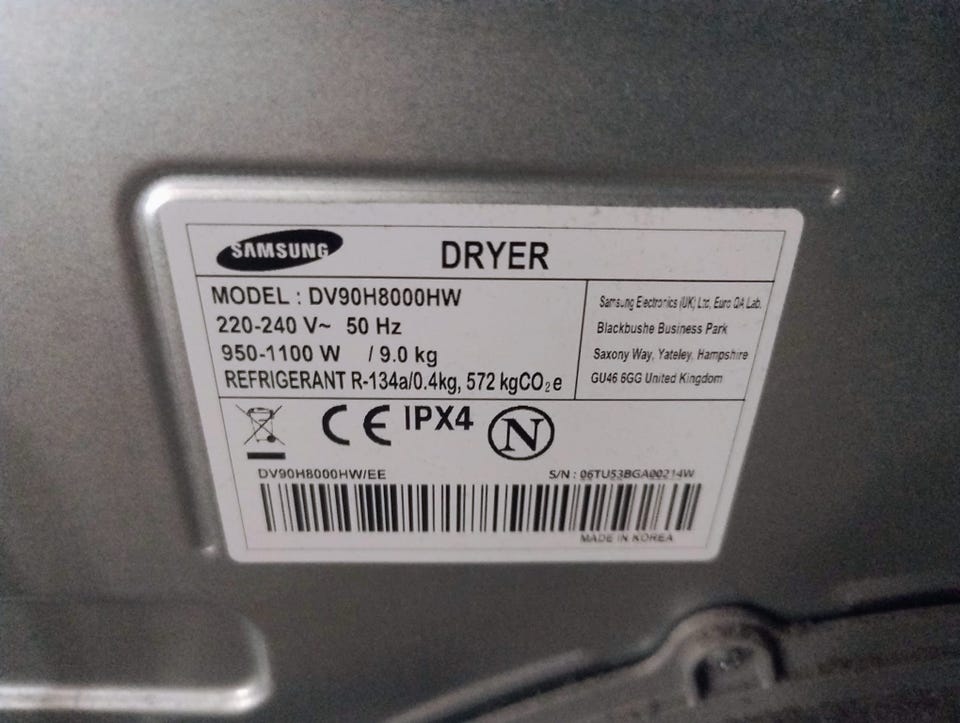 SAMSUNG
DRYER
MODEL : DV90H8000HW
220-240 V~ 50 Hz
950-1100 W / 9.0 kg
REFRIGERANT R-134a/0.4kg, 572 kgCO₂e
Samsung Electronics (UK) Ltd, Euro QA Lab.
Blackbushe Business Park
Saxony Way, Yateley, Hampshire
GU46 6GG United Kingdom
CE IPX4 N
DV90H8000HW/EE
S/N : 06TU53BGA00214W
MADE IN KOREA